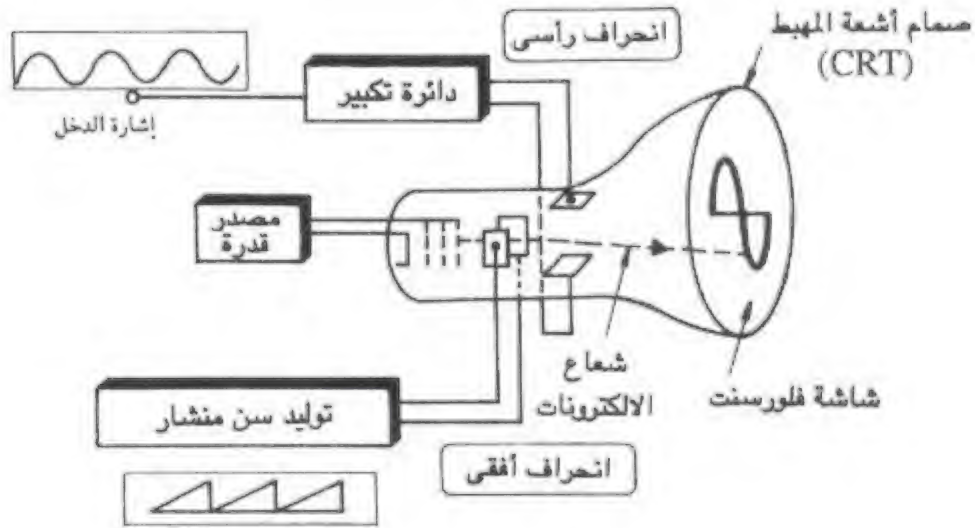 صمام أشعة المهبط
(CRT)
انحراف رأسى
دائرة تكبير
إشارة الدخل
مصدر
قدرة
شعاع
الالكترونات
شاشة فلورسنت
توليد سن منشار
انحراف أفقى